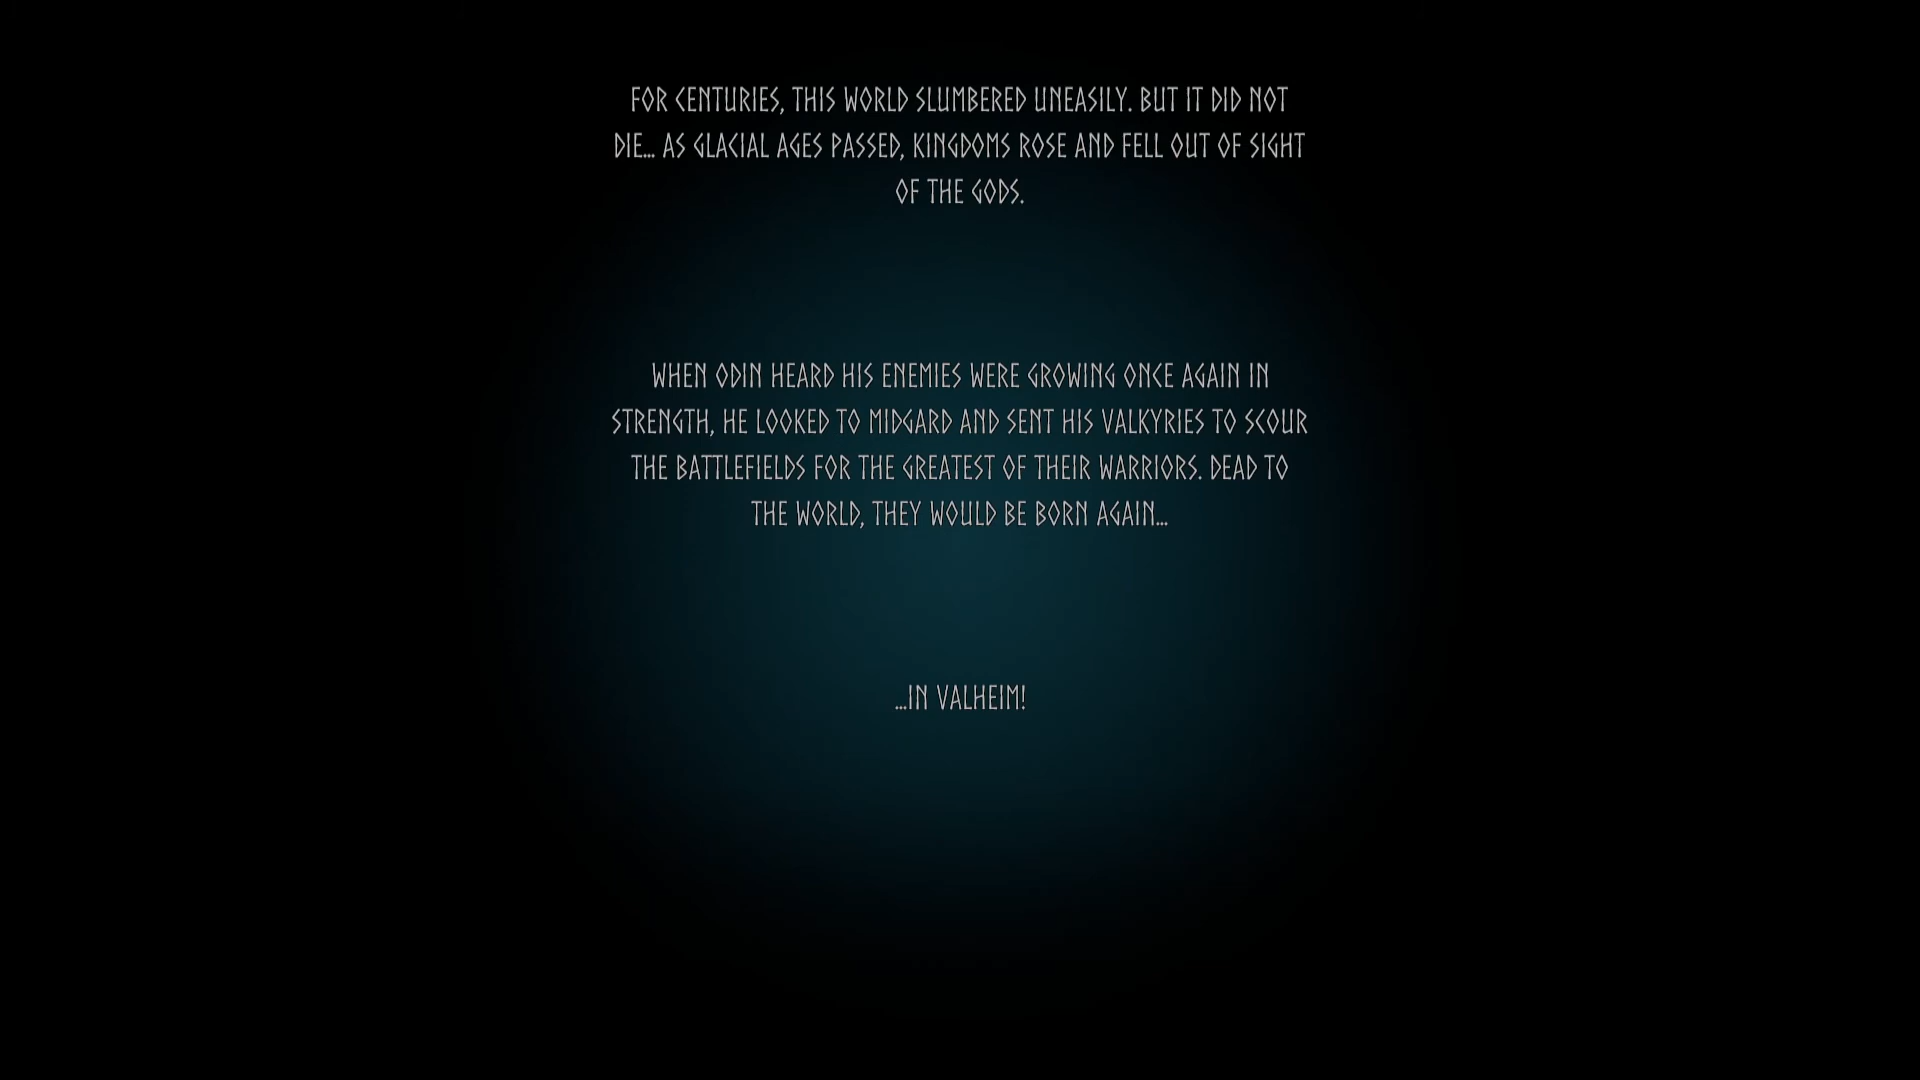 FOR CENTURIES, THIS WORLD SLUMBERED UNEASILY. BUT IT DID NOT
DIE... AS GLACIAL AGES PASSED, KINGDOMS ROSE AND FELL OUT OF SIGHT
OF THE GODS.
WHEN ODIN HEARD HIS ENEMIES WERE GROWING ONCE AGAIN IN
STRENGTH, HE LOOKED TO MIDGARD AND SENT HIS VALKYRIES TO SCOUR
THE BATTLEFIELDS FOR THE GREATEST OF THEIR WARRIORS. DEAD TO
THE WORLD, THEY WOULD BE BORN AGAIN...
...IN VALHEIM!